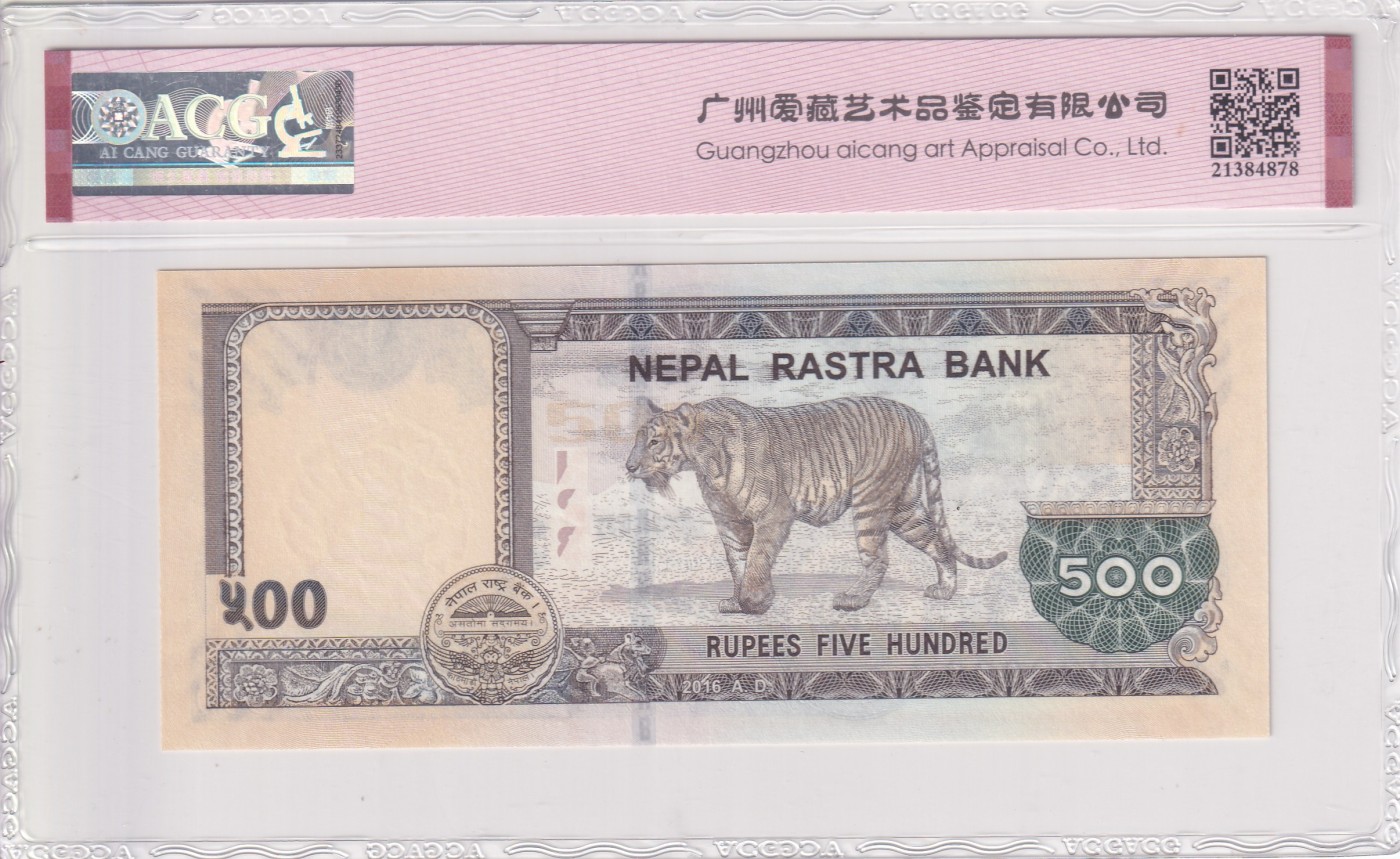 ACG
AI CANG GUARANTY
广州爱藏艺术品鉴定有限公司
Guangzhou aicang art Appraisal Co., Ltd.
21384878
NEPAL RASTRA BANK
५00
नेपाल राष्ट्र बैंक ।
500
RUPEES FIVE HUNDRED
2016 A D